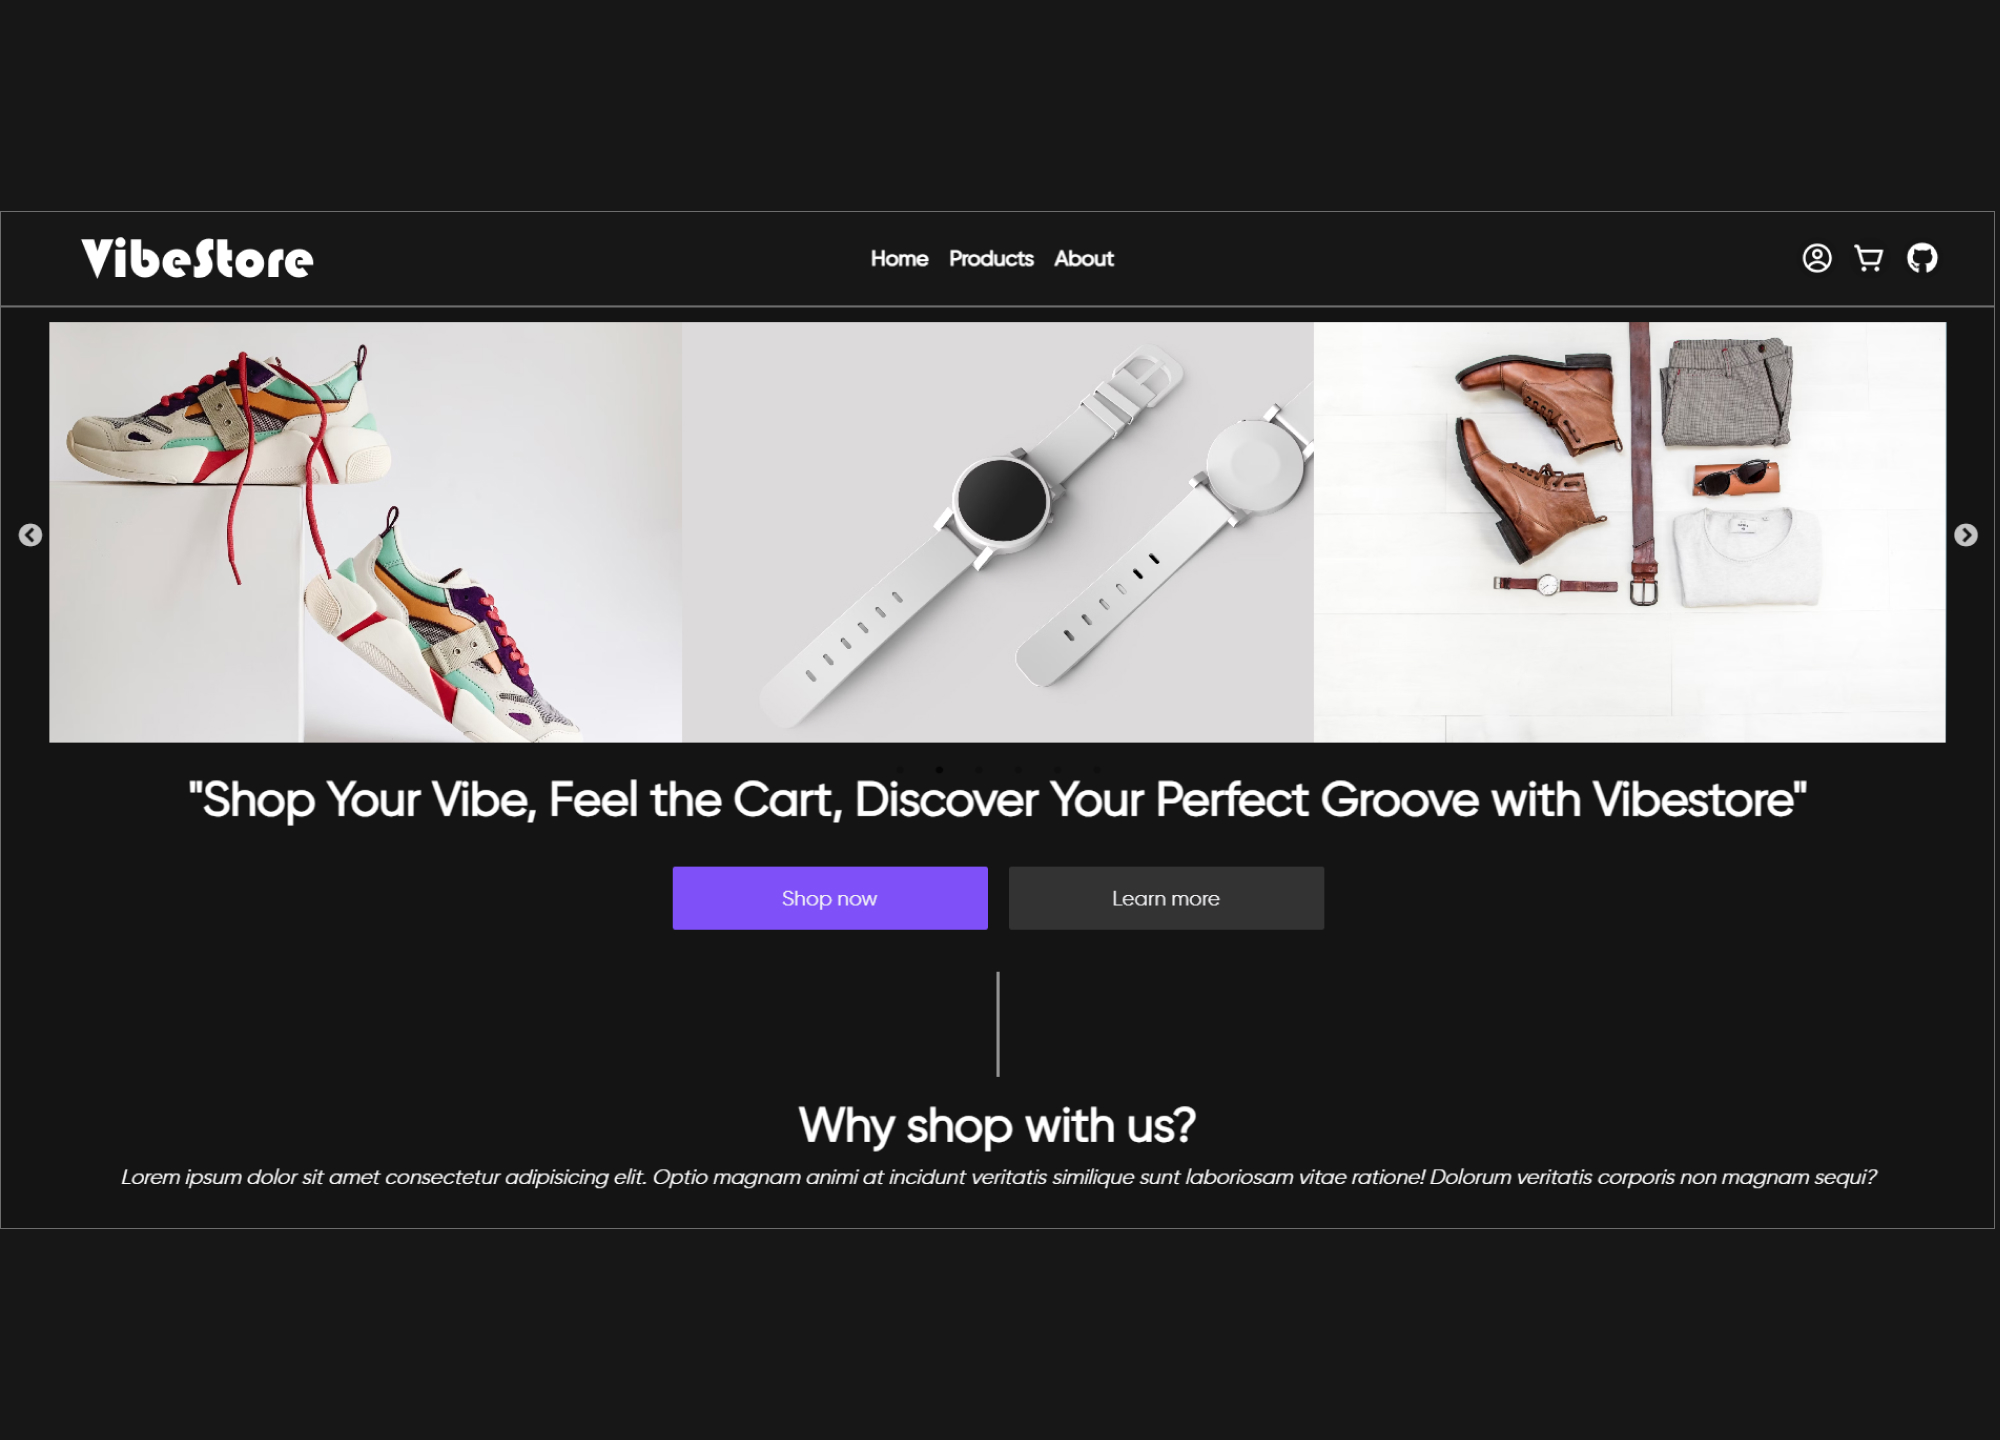 VibeStore
Home Products About
"Shop Your Vibe, Feel the Cart, Discover Your Perfect Groove with Vibestore"
Shop now
Learn more
Why shop with us?
Lorem ipsum dolor sit amet consectetur adipisicing elit. Optio magnam animi at incidunt veritatis similique sunt laboriosam vitae ratione! Dolorum veritatis corporis non magnam sequi?